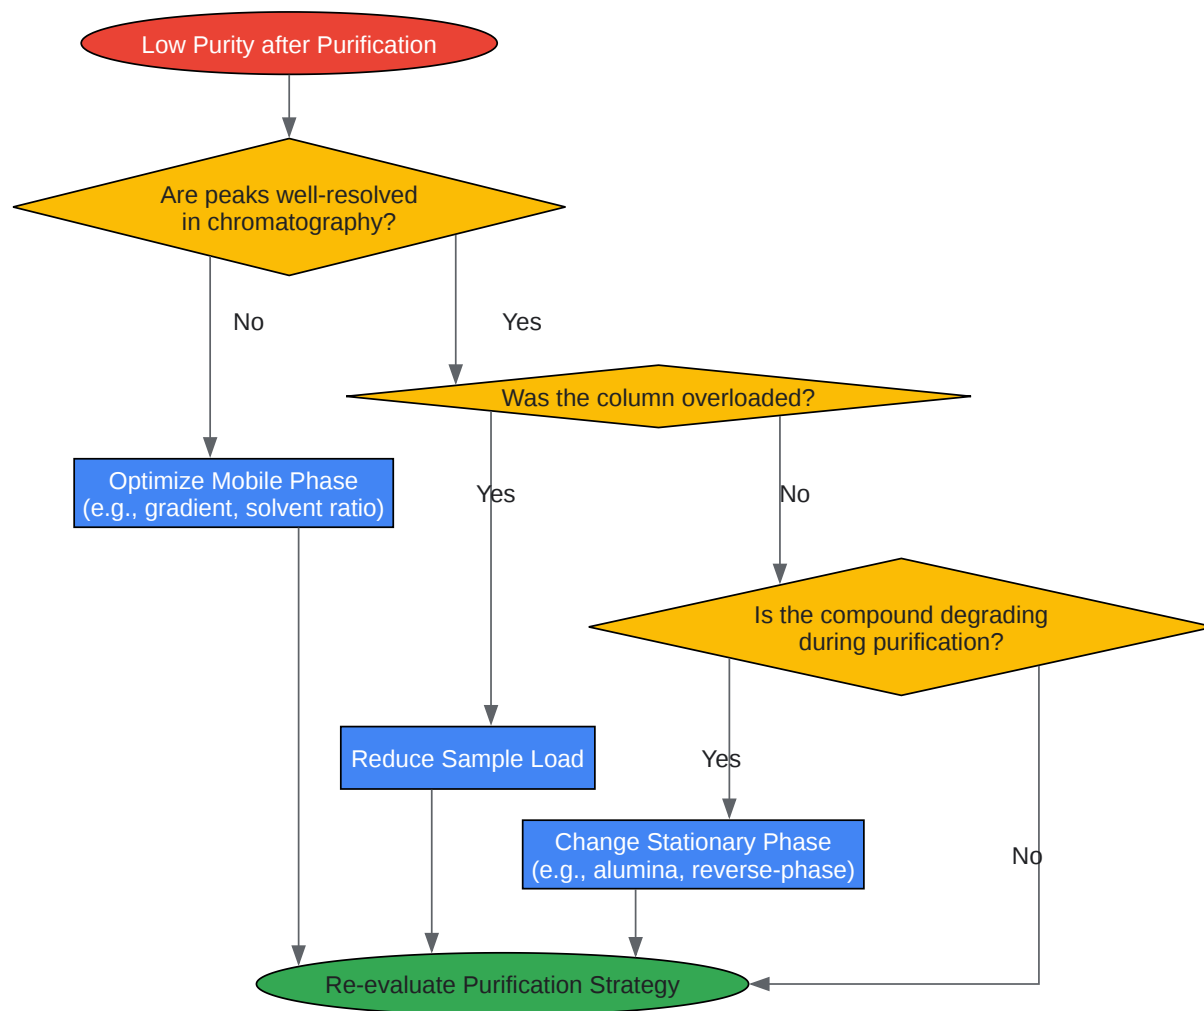 Low Purity after Purification
Are peaks well-resolved
in chromatography?
No
Yes
Was the column overloaded?
Optimize Mobile Phase
(e.g., gradient, solvent ratio)
Yes
No
Is the compound degrading
during purification?
Reduce Sample Load
Yes
Change Stationary Phase
(e.g., alumina, reverse-phase)
No
Re-evaluate Purification Strategy